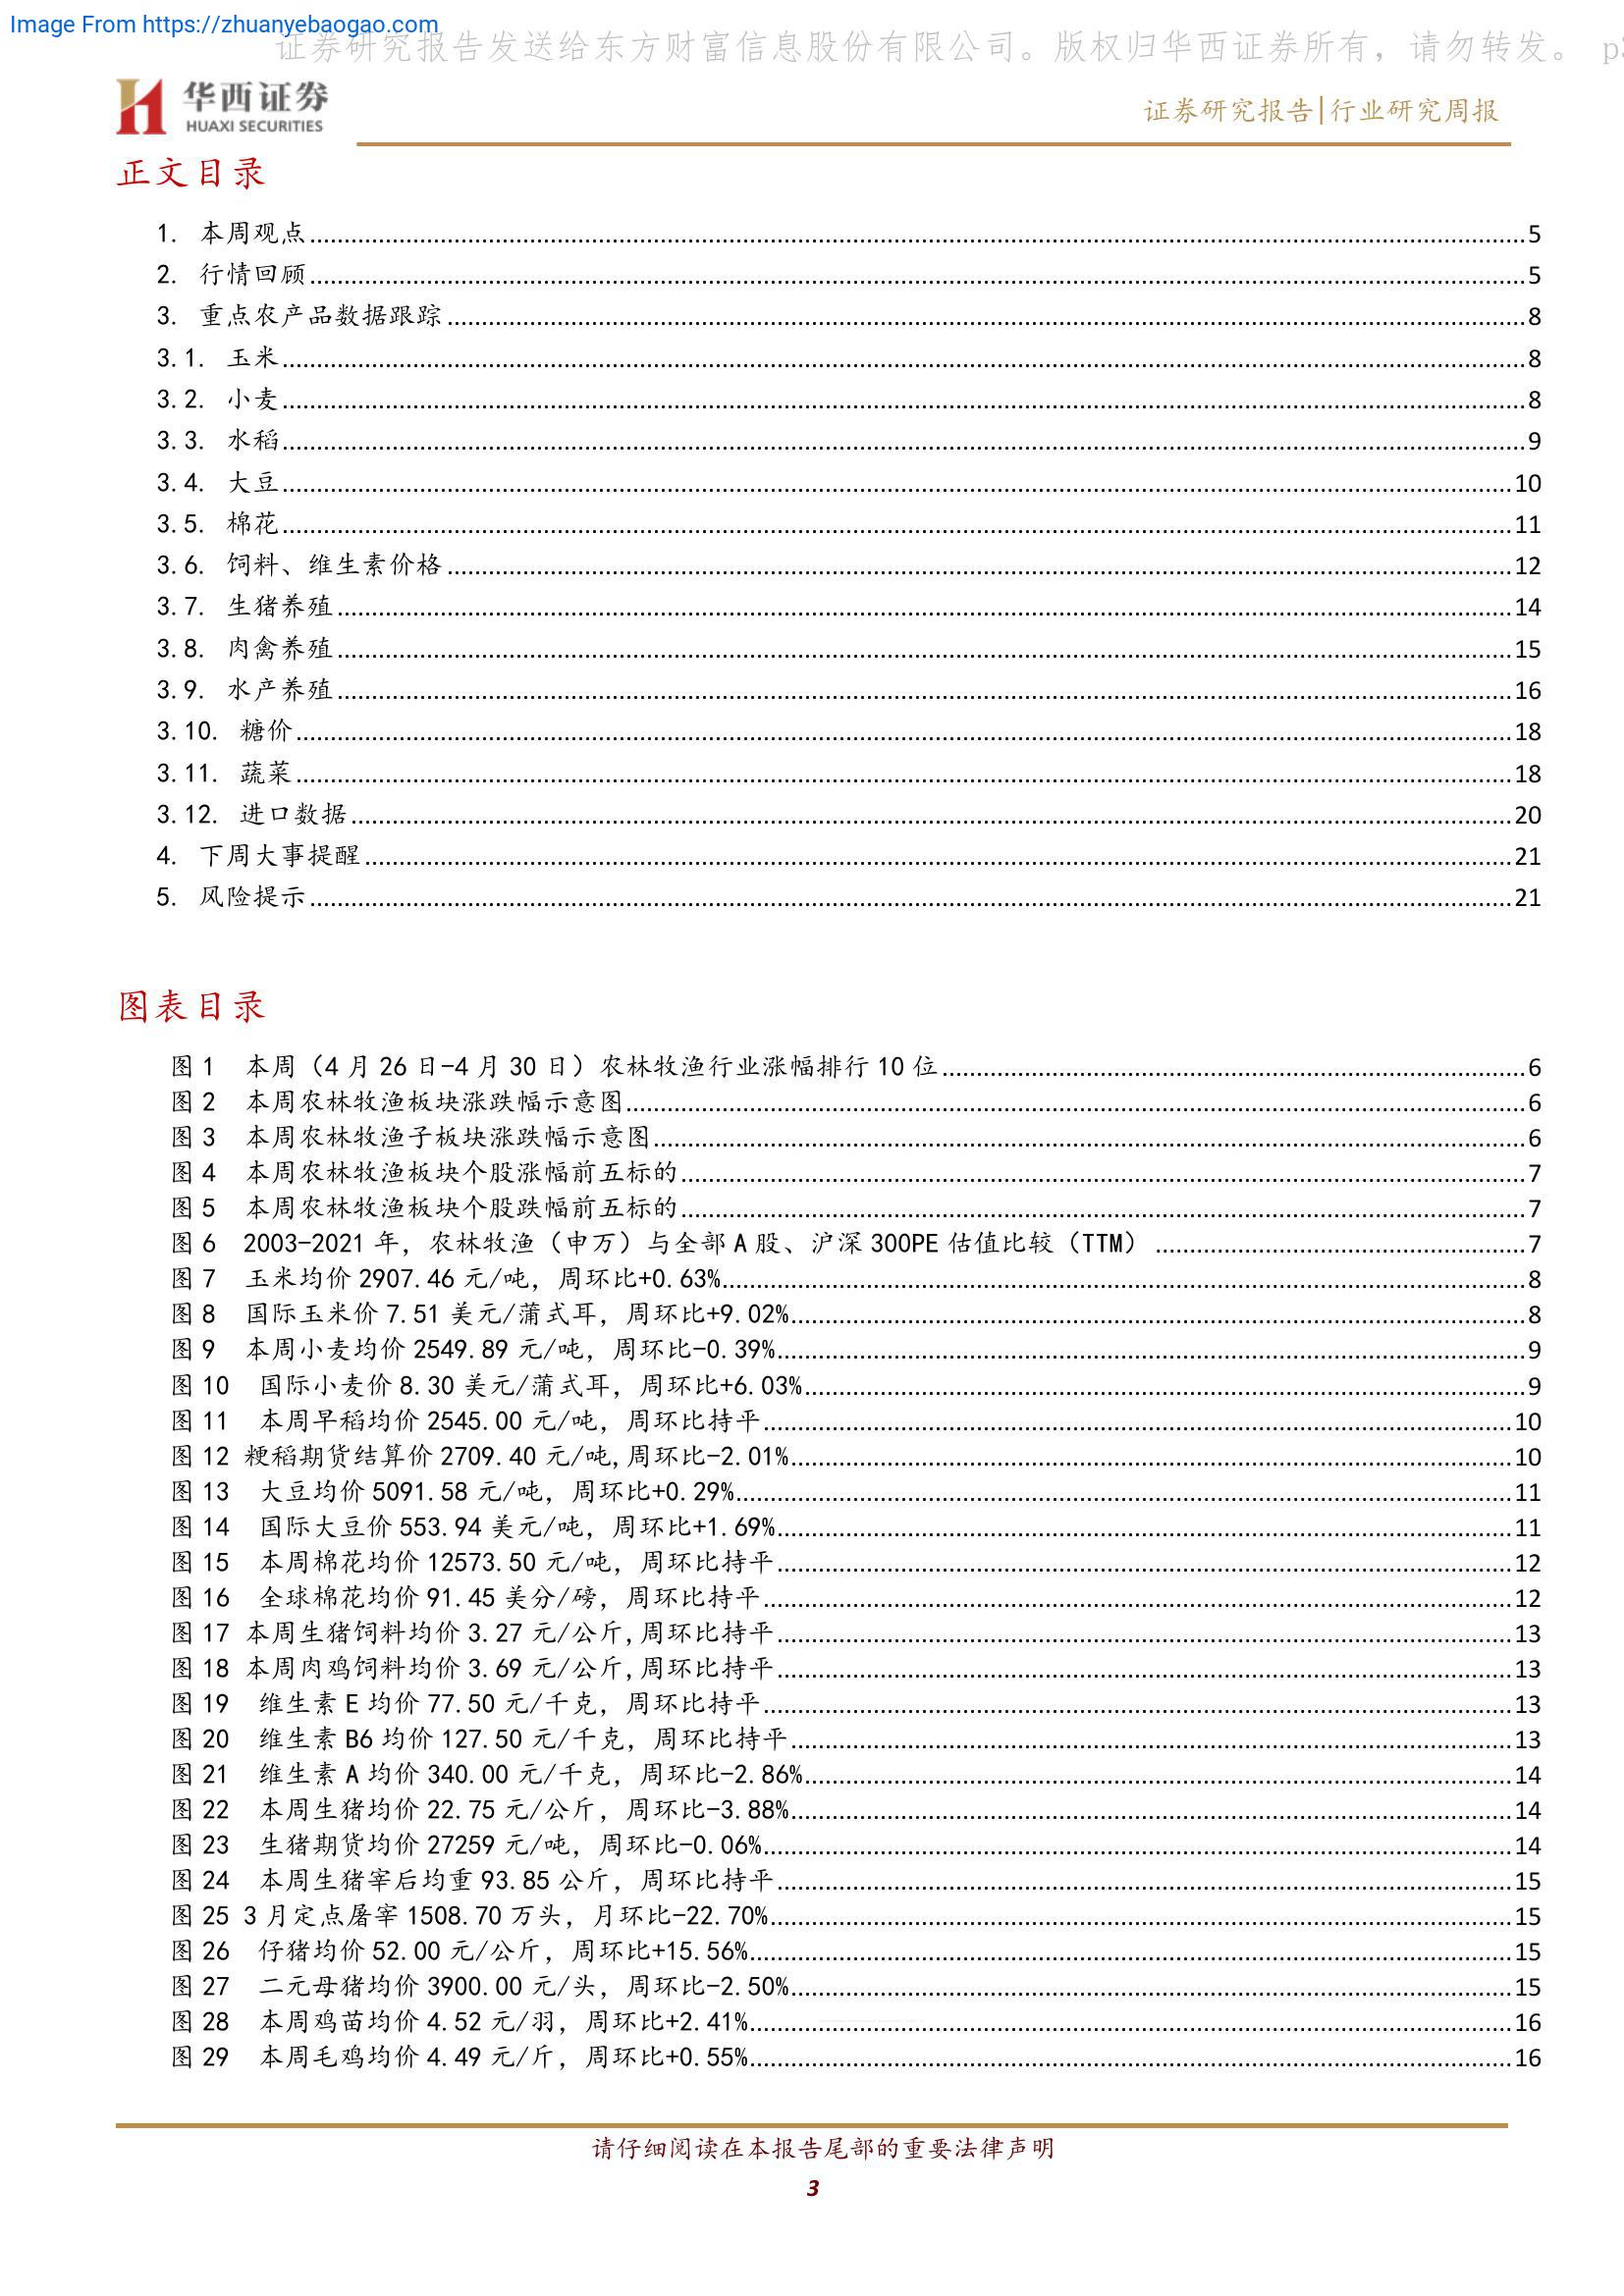 Image From https://zhuanyebaogao.com
证券研究报告发送给东方财富信息股份有限公司。版权归华西证券所有，请勿转发。 p
华西证券
HUAXI SECURITIES
证券研究报告|行业研究周报
正文目录
1. 本周观点 5
2. 行情回顾 5
3. 重点农产品数据跟踪 8
3.1. 玉米 8
3.2. 小麦 8
3.3. 水稻 9
3.4. 大豆 10
3.5. 棉花 11
3.6. 饲料、维生素价格 12
3.7. 生猪养殖 14
3.8. 肉禽养殖 15
3.9. 水产养殖 16
3.10. 糖价 18
3.11. 蔬菜 18
3.12. 进口数据 20
4. 下周大事提醒 21
5. 风险提示 21
图表目录
图 1 本周（4 月 26 日-4 月 30 日）农林牧渔行业涨幅排行 10 位 6
图 2 本周农林牧渔板块涨跌幅示意图 6
图 3 本周农林牧渔子板块涨跌幅示意图 6
图 4 本周农林牧渔板块个股涨幅前五标的 7
图 5 本周农林牧渔板块个股跌幅前五标的 7
图 6 2003-2021 年，农林牧渔（申万）与全部 A 股、沪深 300PE 估值比较（TTM） 7
图 7 玉米均价 2907.46 元/吨，周环比+0.63% 8
图 8 国际玉米价 7.51 美元/蒲式耳，周环比+9.02% 8
图 9 本周小麦均价 2549.89 元/吨，周环比-0.39% 9
图 10 国际小麦价 8.30 美元/蒲式耳，周环比+6.03% 9
图 11 本周早稻均价 2545.00 元/吨，周环比持平 10
图 12 粳稻期货结算价 2709.40 元/吨,周环比-2.01% 10
图 13 大豆均价 5091.58 元/吨，周环比+0.29% 11
图 14 国际大豆价 553.94 美元/吨，周环比+1.69% 11
图 15 本周棉花均价 12573.50 元/吨，周环比持平 12
图 16 全球棉花均价 91.45 美分/磅，周环比持平 12
图 17 本周生猪饲料均价 3.27 元/公斤,周环比持平 13
图 18 本周肉鸡饲料均价 3.69 元/公斤,周环比持平 13
图 19 维生素 E 均价 77.50 元/千克，周环比持平 13
图 20 维生素 B6 均价 127.50 元/千克，周环比持平 13
图 21 维生素 A 均价 340.00 元/千克，周环比-2.86% 14
图 22 本周生猪均价 22.75 元/公斤，周环比-3.88% 14
图 23 生猪期货均价 27259 元/吨，周环比-0.06% 14
图 24 本周生猪宰后均重 93.85 公斤，周环比持平 15
图 25 3 月定点屠宰 1508.70 万头，月环比-22.70% 15
图 26 仔猪均价 52.00 元/公斤，周环比+15.56% 15
图 27 二元母猪均价 3900.00 元/头，周环比-2.50% 15
图 28 本周鸡苗均价 4.52 元/羽，周环比+2.41% 16
图 29 本周毛鸡均价 4.49 元/斤，周环比+0.55% 16
请仔细阅读在本报告尾部的重要法律声明
3